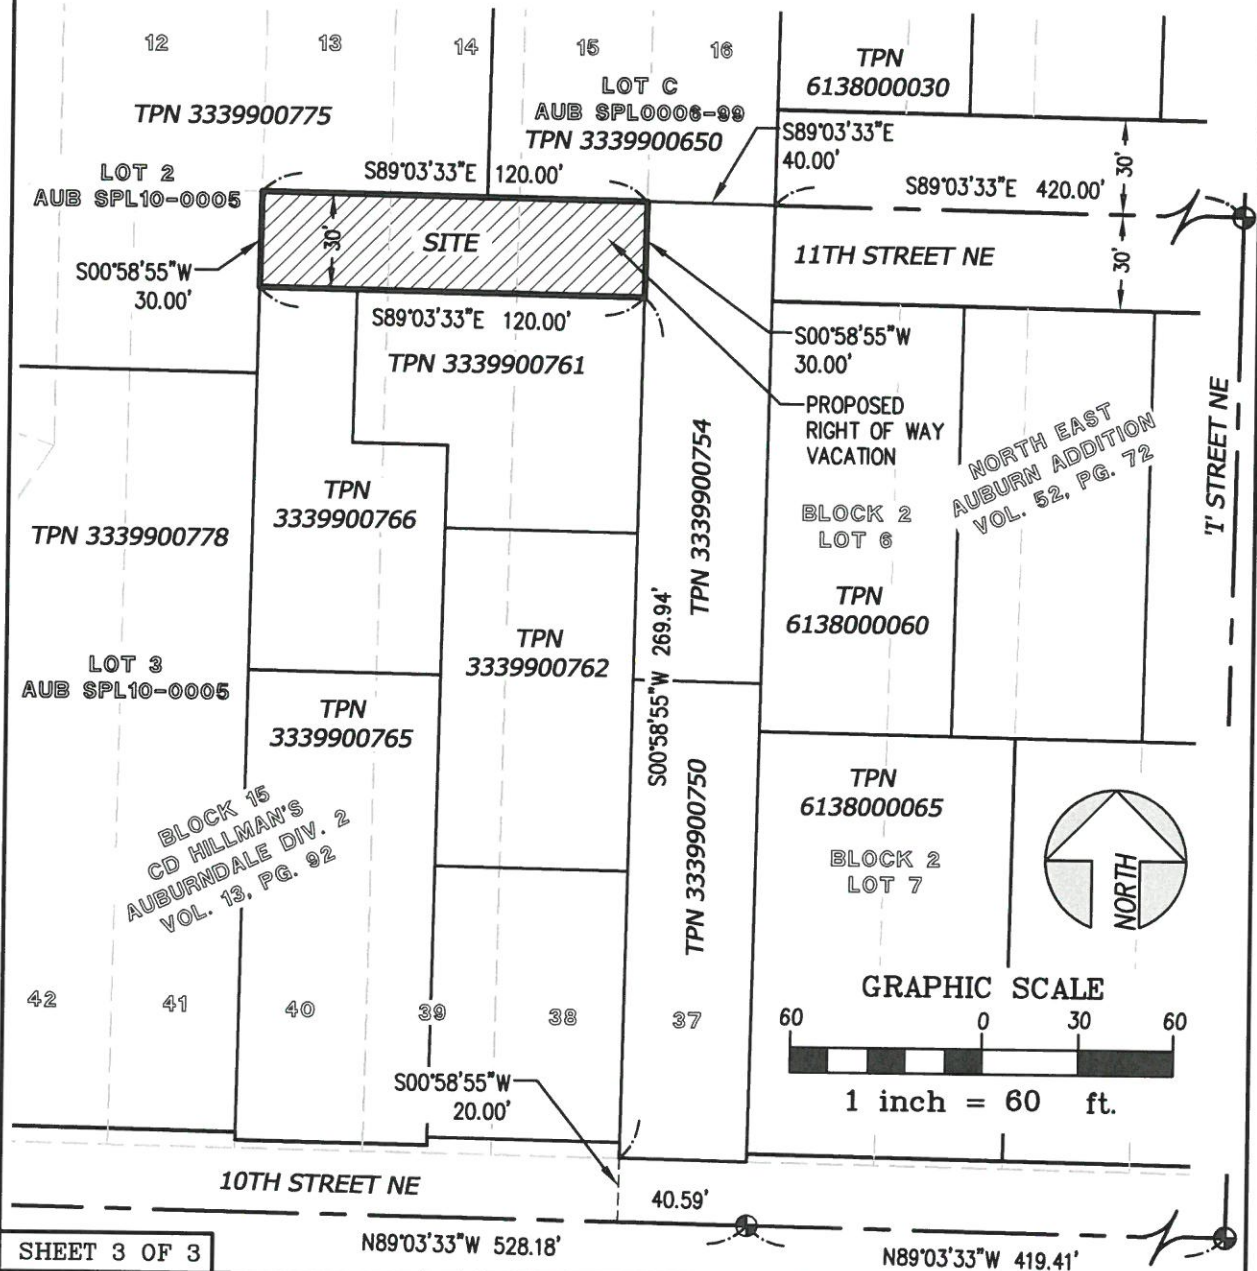 12
13
14
15
16
TPN
6138000030
LOT C
AUB SPL0006-99
TPN 3339900650
TPN 3339900775
S89°03'33"E
40.00'
30'
LOT 2
AUB SPL10-0005
S89°03'33"E 120.00'
S89°03'33"E 420.00'
30'
SITE
11TH STREET NE
30'
S00°58'55"W
30.00'
S89°03'33"E 120.00'
S00°58'55"W
30.00'
TPN 3339900761
PROPOSED
RIGHT OF WAY
VACATION
NORTH EAST
AUBURN ADDITION
VOL. 52, PG. 72
'I' STREET NE
TPN 3339900754
TPN
3339900766
TPN 3339900778
BLOCK 2
LOT 6
TPN
6138000060
S00°58'55"W 269.94'
TPN
3339900762
LOT 3
AUB SPL10-0005
TPN
3339900765
TPN 3339900750
TPN
6138000065
BLOCK 2
LOT 7
BLOCK 15
CD HILLMAN'S
AUBURNDALE DIV. 2
VOL. 13, PG. 92
NORTH
42
41
40
39
38
37
GRAPHIC SCALE
60 0 30 60
1 inch = 60 ft.
S00°58'55"W
20.00'
10TH STREET NE
40.59'
SHEET 3 OF 3
N89°03'33"W 528.18'
N89°03'33"W 419.41'